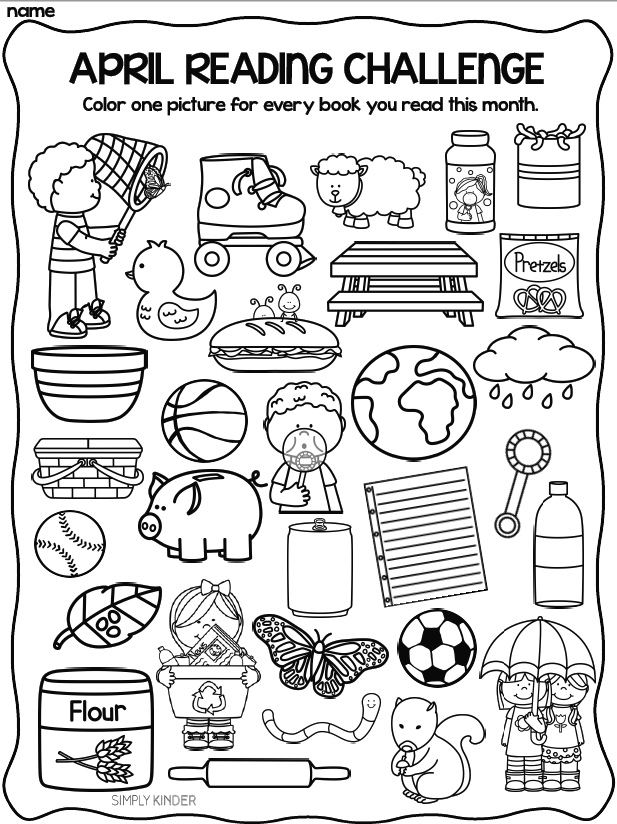 name
APRIL READING CHALLENGE
Color one picture for every book you read this month.
Pretzels
Flour
SIMPLY KINDER